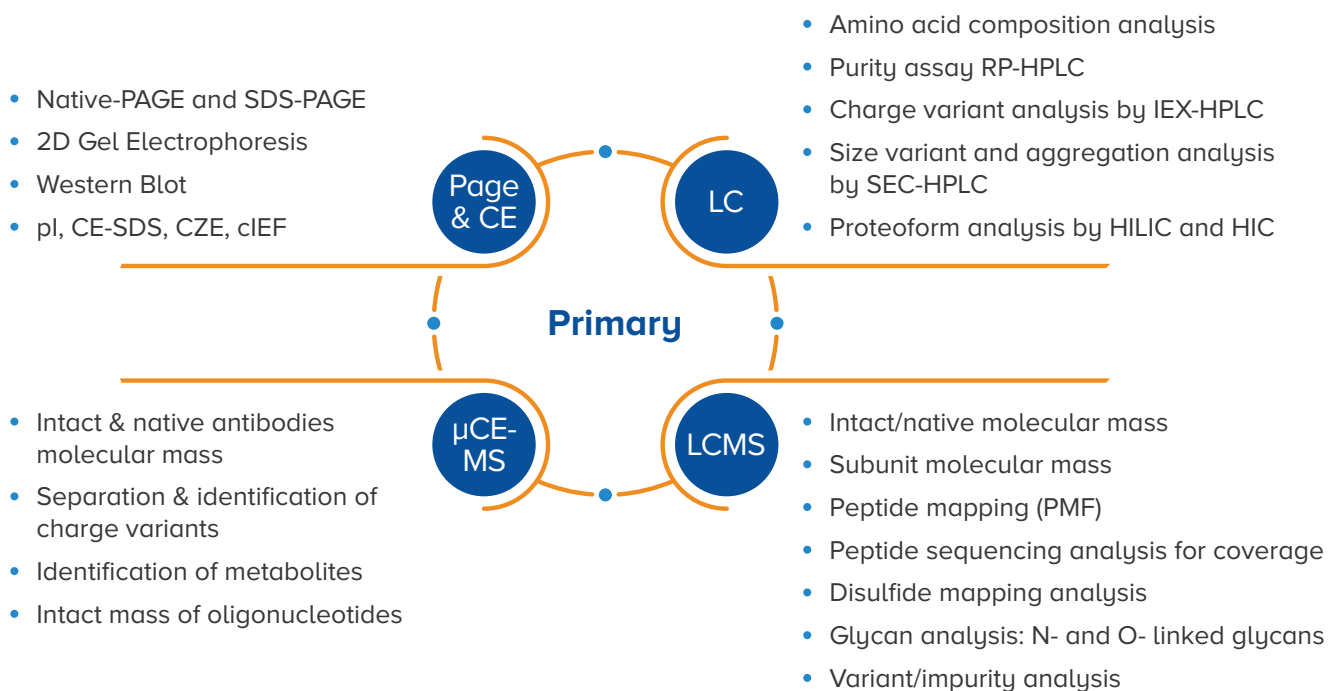 Native-PAGE and SDS-PAGE
2D Gel Electrophoresis
Western Blot
pI, CE-SDS, CZE, cIEF
Page
& CE
LC
Amino acid composition analysis
Purity assay RP-HPLC
Charge variant analysis by IEX-HPLC
Size variant and aggregation analysis
by SEC-HPLC
Proteoform analysis by HILIC and HIC
Primary
Intact & native antibodies
molecular mass
Separation & identification of
charge variants
Identification of metabolites
Intact mass of oligonucleotides
µCE-
MS
LCMS
Intact/native molecular mass
Subunit molecular mass
Peptide mapping (PMF)
Peptide sequencing analysis for coverage
Disulfide mapping analysis
Glycan analysis: N- and O- linked glycans
Variant/impurity analysis